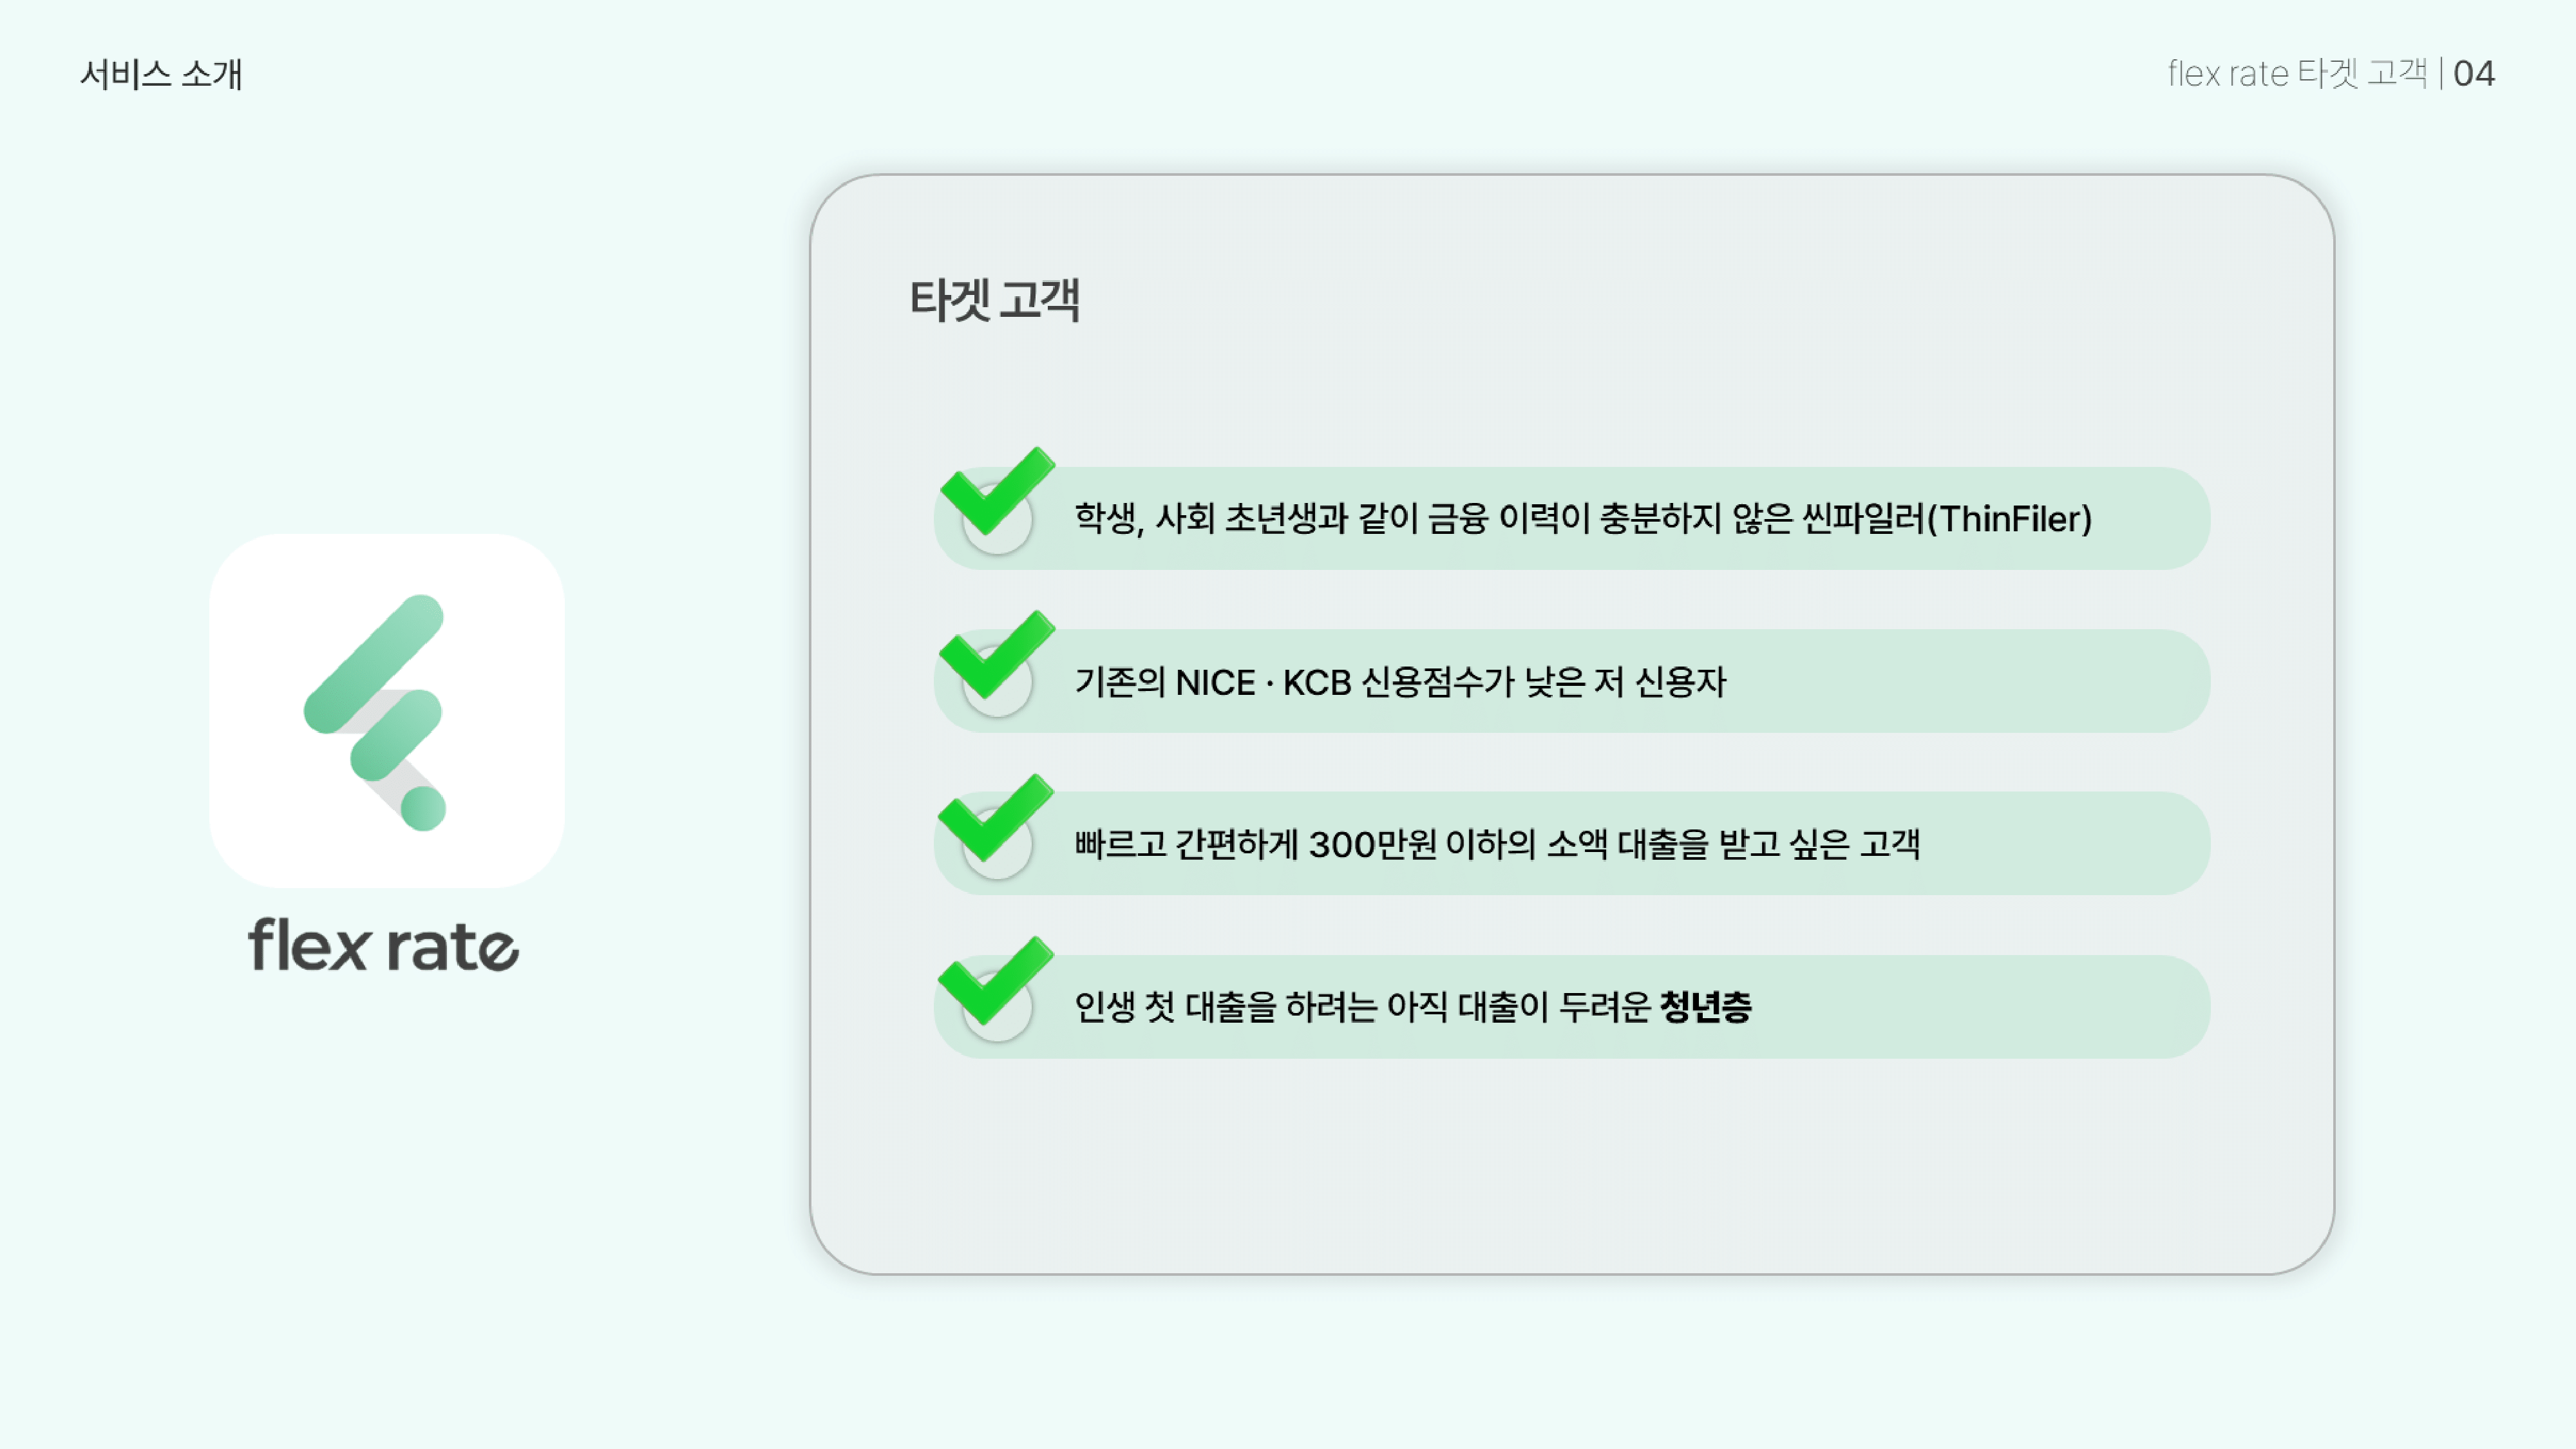 서비스 소개
flex rate 타겟 고객 | 04
타겟 고객
학생, 사회 초년생과 같이 금융 이력이 충분하지 않은 씬파일러(ThinFiler)
기존의 NICE · KCB 신용점수가 낮은 저 신용자
빠르고 간편하게 300만원 이하의 소액 대출을 받고 싶은 고객
인생 첫 대출을 하려는 아직 대출이 두려운 청년층
flex rate